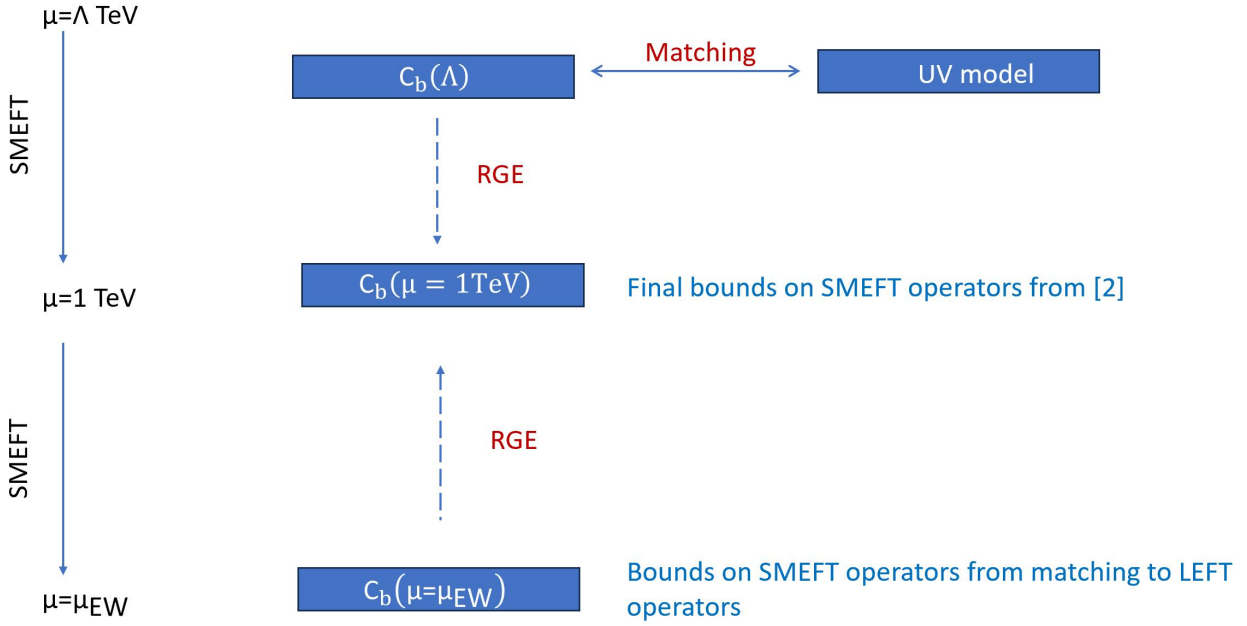 μ=Λ TeV
Matching
C_b(Λ)
UV model
SMEFT
RGE
C_b(μ = 1TeV)
Final bounds on SMEFT operators from [2]
μ=1 TeV
SMEFT
RGE
C_b(μ=μ_EW)
Bounds on SMEFT operators from matching to LEFT
operators
μ=μ_EW